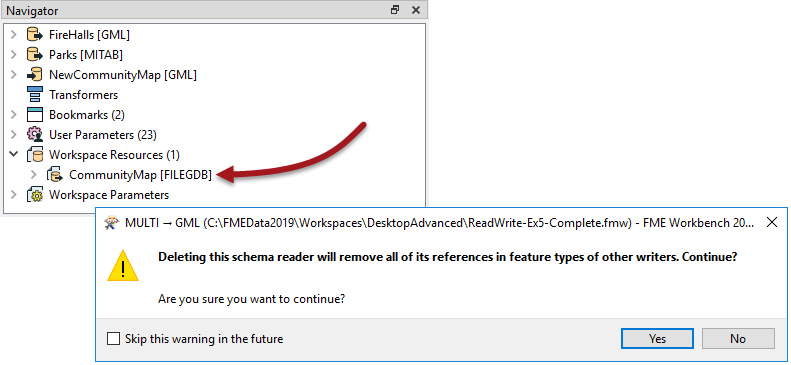 Navigator
FireHalls [GML]
Parks [MITAB]
NewCommunityMap [GML]
Transformers
Bookmarks (2)
User Parameters (23)
Workspace Resources (1)
CommunityMap [FILEGDB]
Workspace Parameters
MULTI → GML (C:\FMEData2019\Workspaces\DesktopAdvanced\ReadWrite-Ex5-Complete.fmw) - FME Workbench 20...
Deleting this schema reader will remove all of its references in feature types of other writers. Continue?
Are you sure you want to continue?
Skip this warning in the future
Yes
No